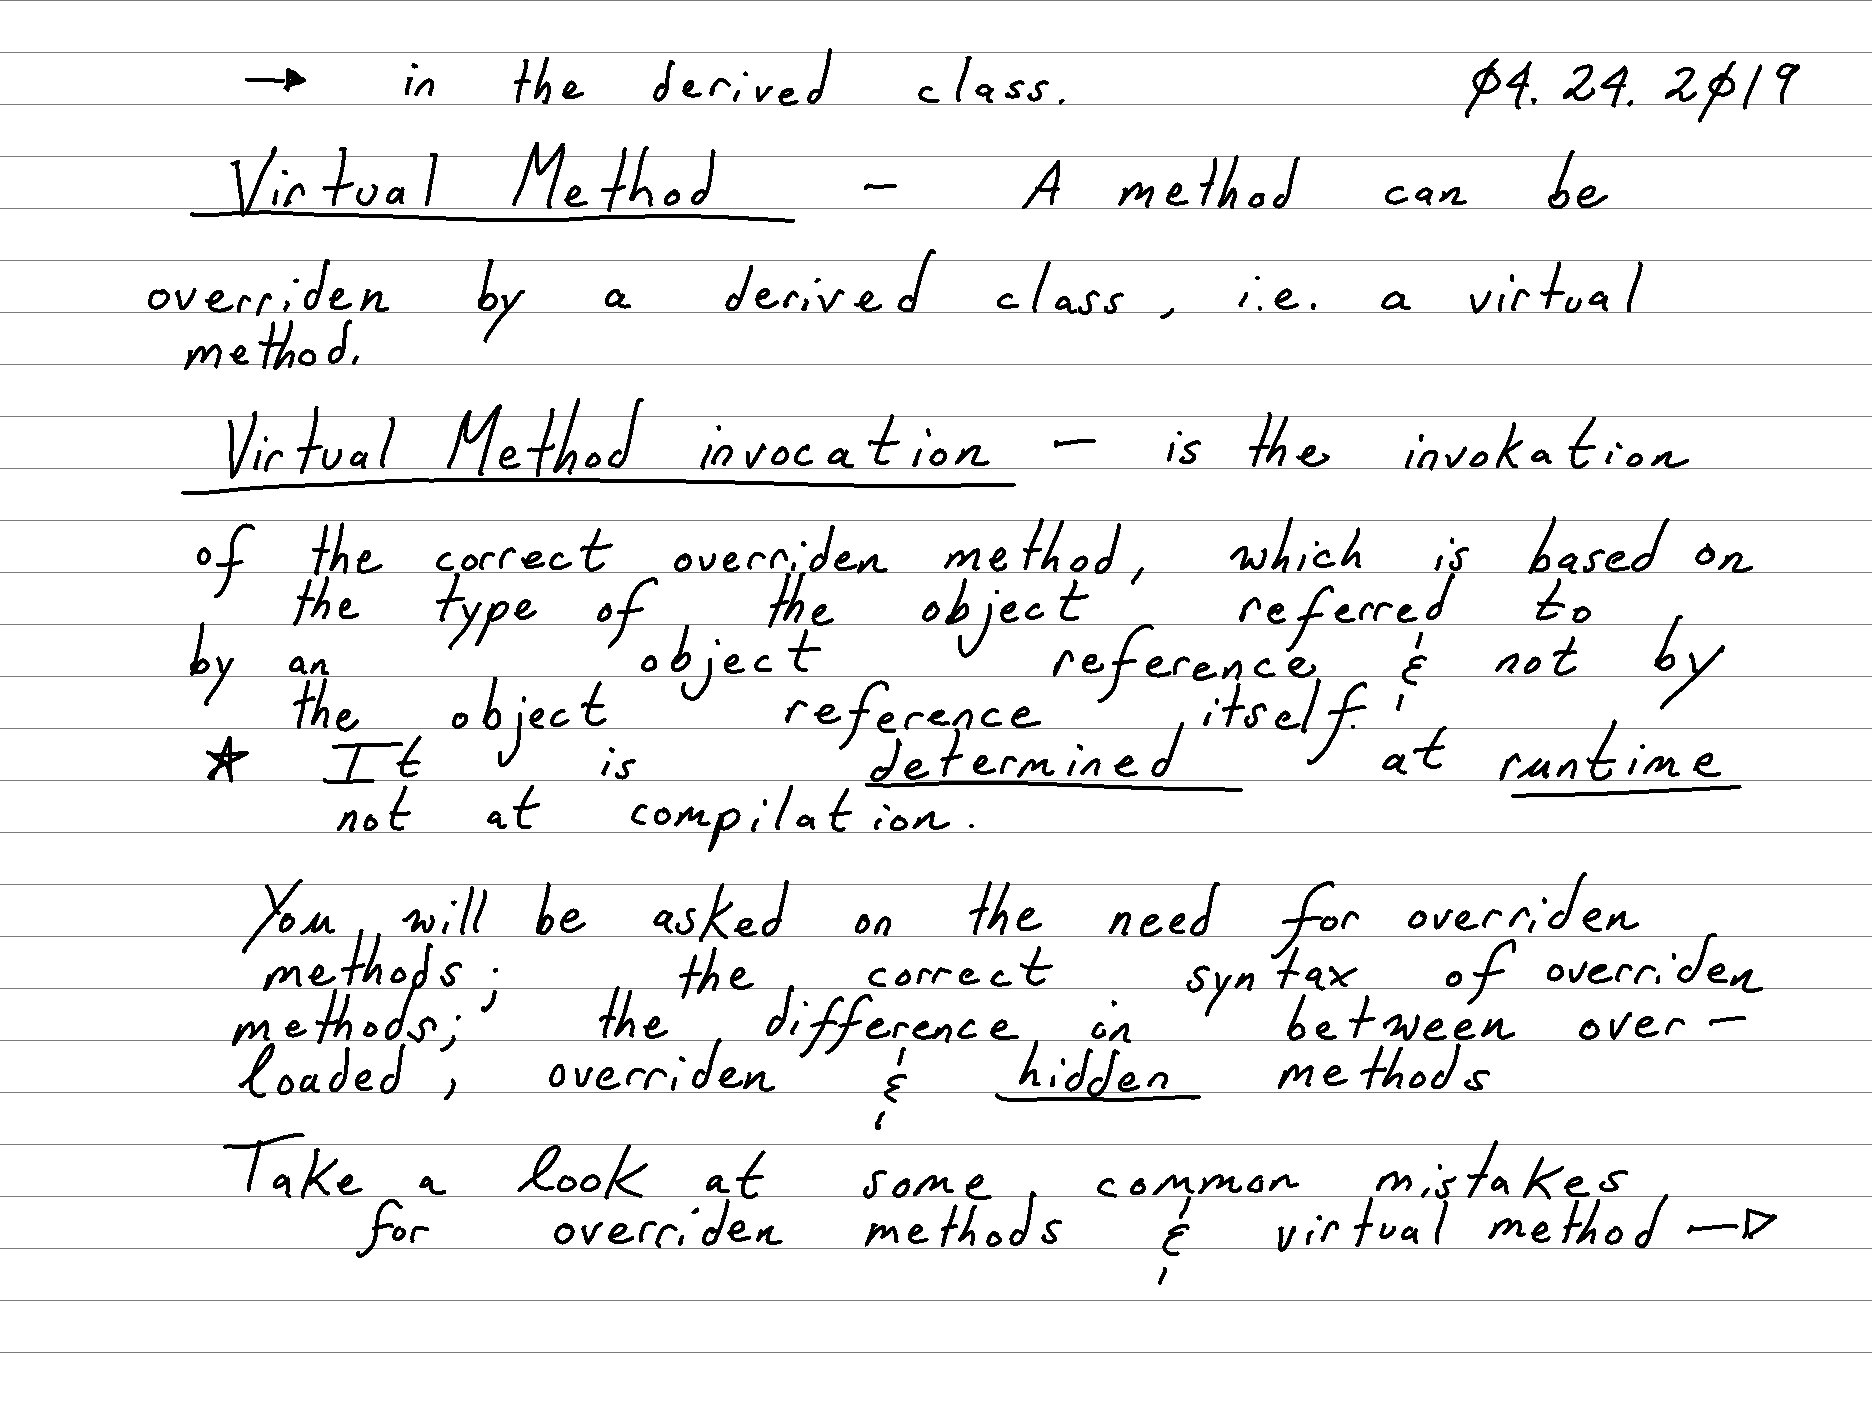 → in the derived class. 04. 24. 2019
Virtual Method - A method can be
overriden by a derived class, i.e. a virtual
method.
Virtual Method invocation - is the invokation
of the correct overriden method, which is based on
the type of the object referred to
by an object reference & not by
the object reference itself.
★ It is determined at runtime
not at compilation.
You will be asked on the need for overriden
methods; the correct syntax of overriden
methods; the difference in between over-
loaded, overriden & hidden methods
Take a look at some common mistakes
for overriden methods & virtual method →